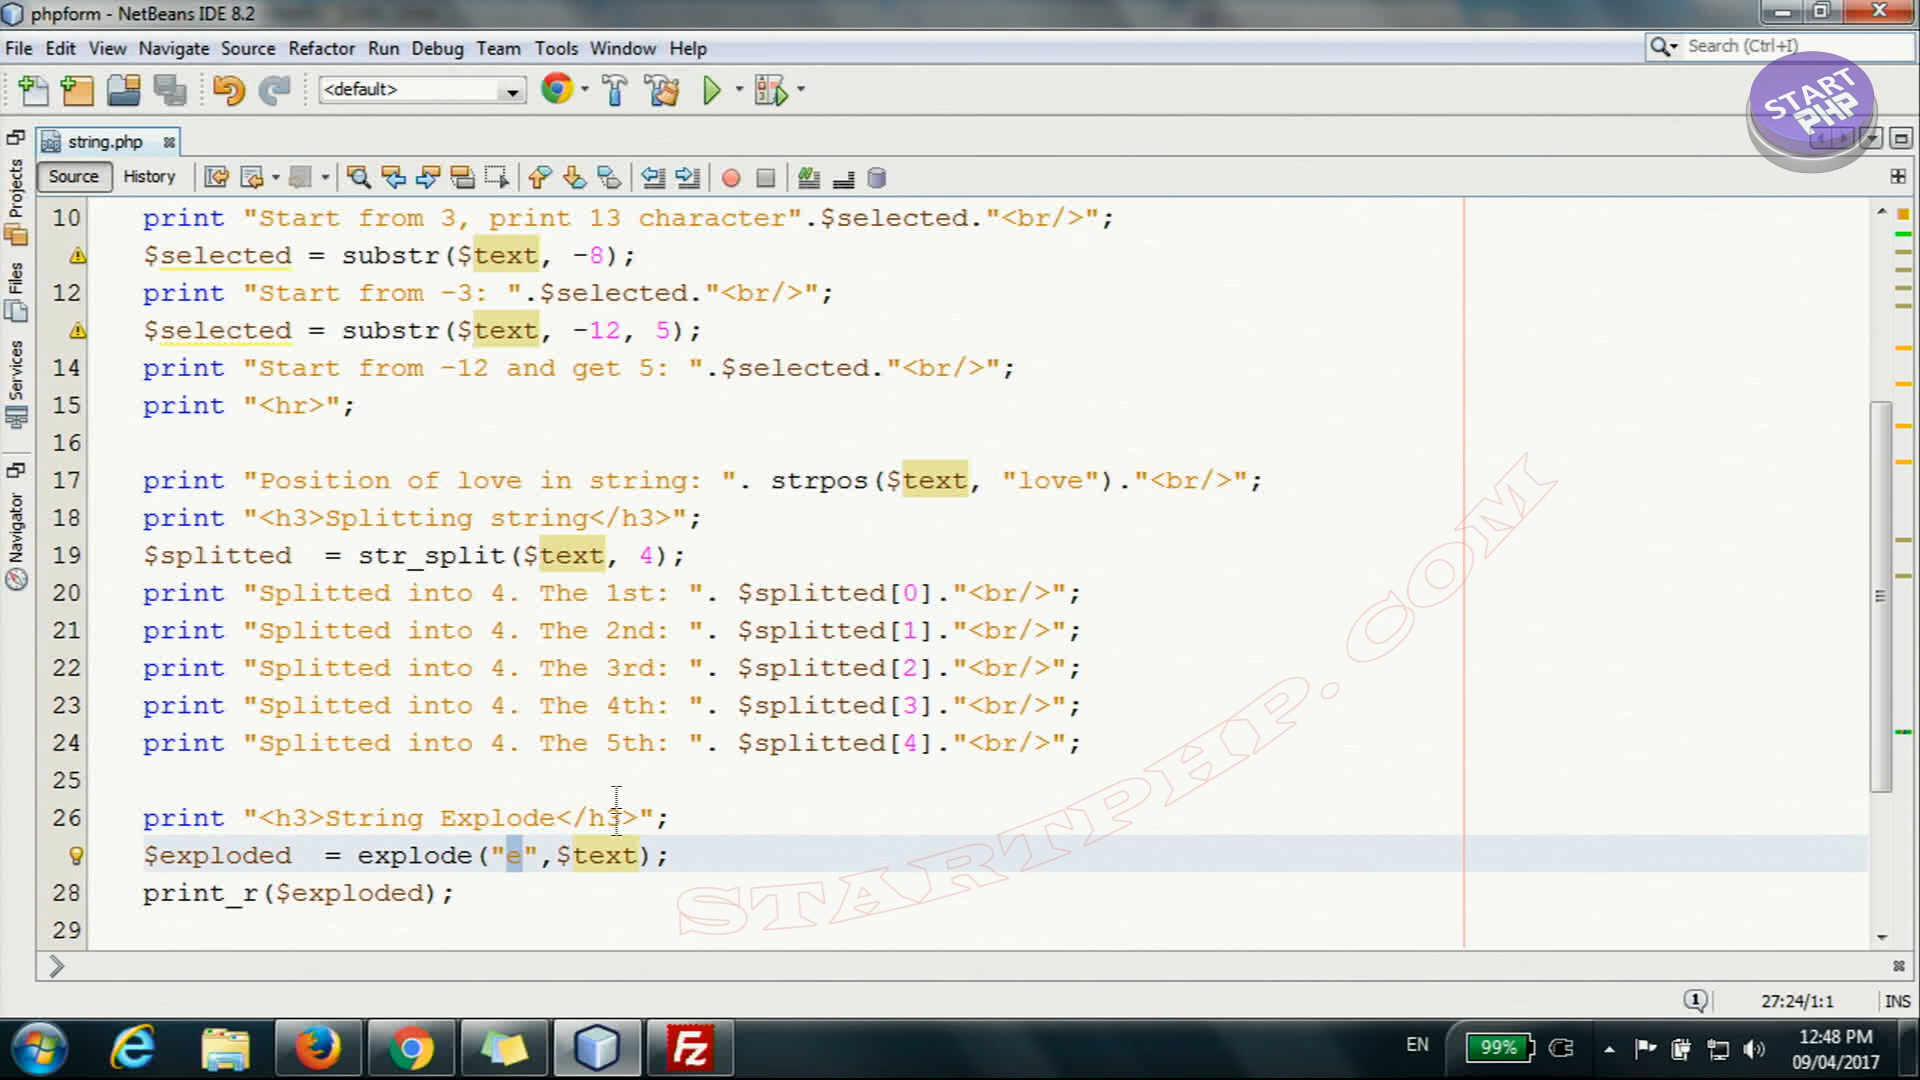 phpform - NetBeans IDE 8.2
File Edit View Navigate Source Refactor Run Debug Team Tools Window Help
Search (Ctrl+I)
<default>
START
PHP
string.php
Source History
Projects
Files
Services
Navigator
10 print "Start from 3, print 13 character".$selected."<br/>";
$selected = substr($text, -8);
12 print "Start from -3: ".$selected."<br/>";
$selected = substr($text, -12, 5);
14 print "Start from -12 and get 5: ".$selected."<br/>";
15 print "<hr>";
16
17 print "Position of love in string: ". strpos($text, "love")."<br/>";
18 print "<h3>Splitting string</h3>";
19 $splitted  = str_split($text, 4);
20 print "Splitted into 4. The 1st: ". $splitted[0]."<br/>";
21 print "Splitted into 4. The 2nd: ". $splitted[1]."<br/>";
22 print "Splitted into 4. The 3rd: ". $splitted[2]."<br/>";
23 print "Splitted into 4. The 4th: ". $splitted[3]."<br/>";
24 print "Splitted into 4. The 5th: ". $splitted[4]."<br/>";
25
26 print "<h3>String Explode</h3>";
$exploded  = explode("e",$text);
28 print_r($exploded);
29
STARTPHP.COM
1 27:24/1:1 INS
EN 99% 12:48 PM
09/04/2017